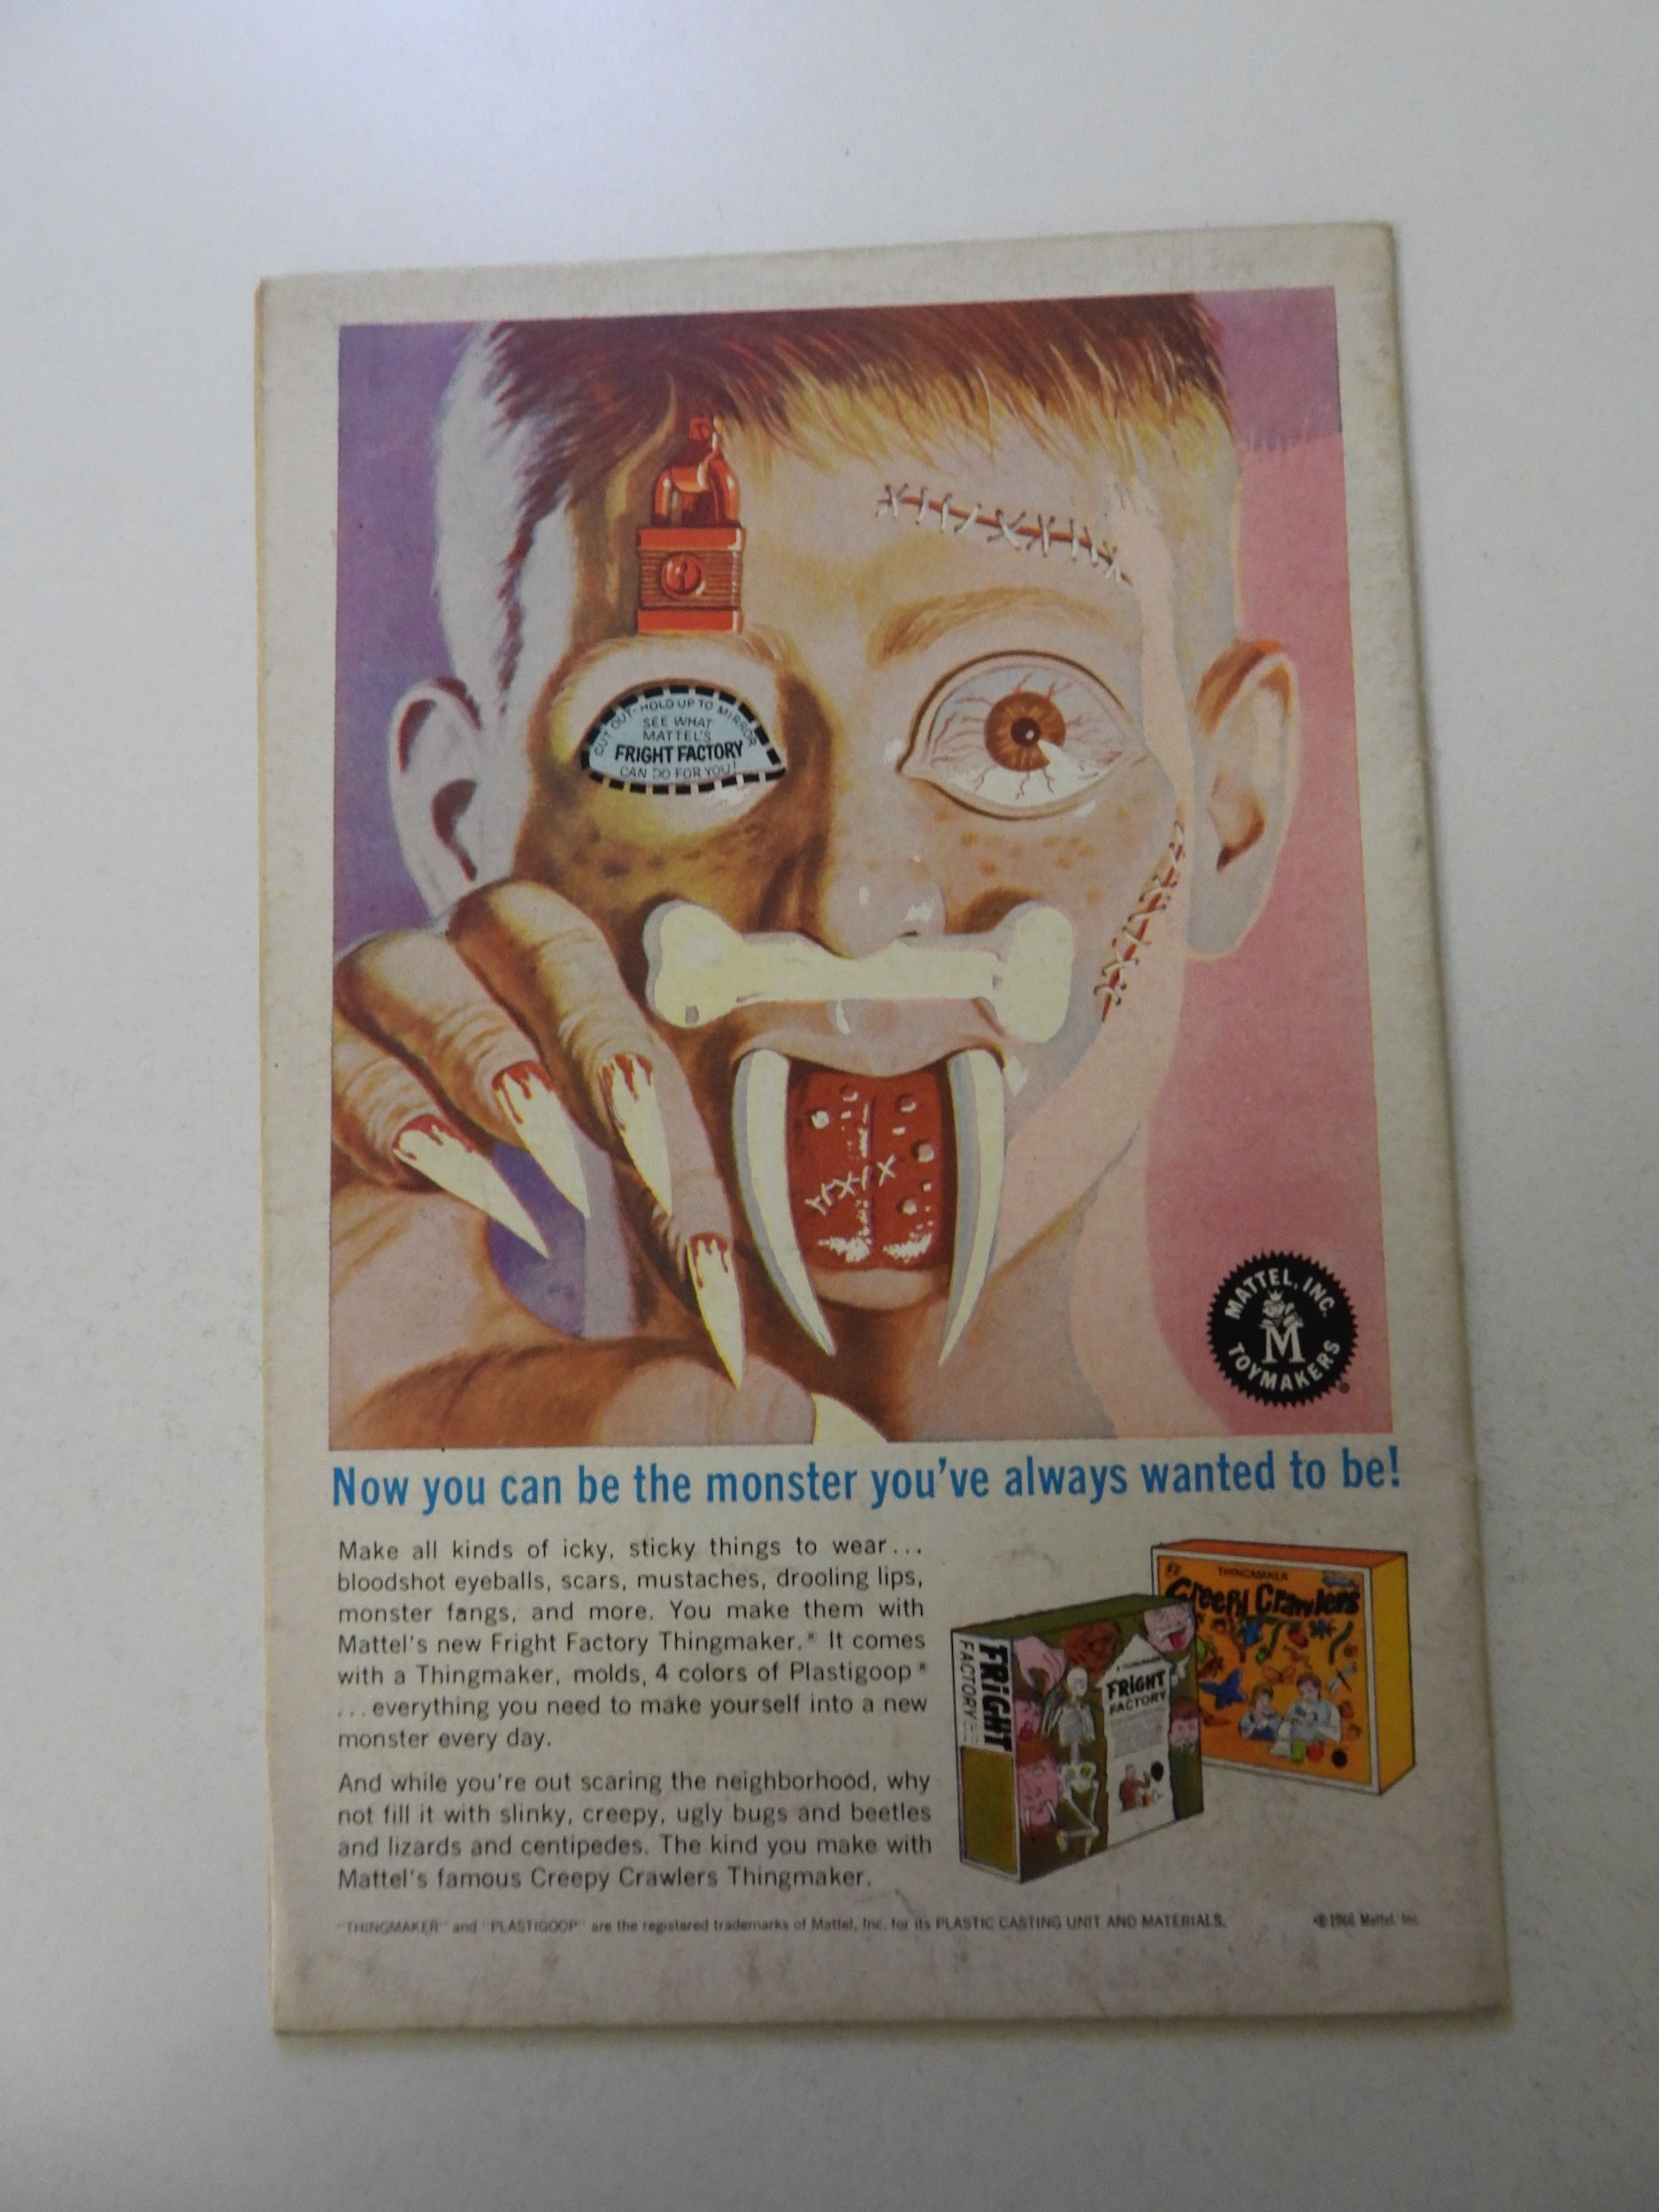 CUT OUT-HOLD UP TO MIRROR
SEE WHAT
MATTEL'S
FRIGHT FACTORY
CAN DO FOR YOU!
MATTEL, INC.
M
TOYMAKERS
®
Now you can be the monster you've always wanted to be!
Make all kinds of icky, sticky things to wear...
bloodshot eyeballs, scars, mustaches, drooling lips,
monster fangs, and more. You make them with
Mattel's new Fright Factory Thingmaker.® It comes
with a Thingmaker, molds, 4 colors of Plastigoop®
...everything you need to make yourself into a new
monster every day.
And while you're out scaring the neighborhood, why
not fill it with slinky, creepy, ugly bugs and beetles
and lizards and centipedes. The kind you make with
Mattel's famous Creepy Crawlers Thingmaker.
THINGMAKER
Creepy Crawlers
FRIGHT
FACTORY
FRIGHT
FACTORY
"THINGMAKER" and "PLASTIGOOP" are the registered trademarks of Mattel, Inc. for its PLASTIC CASTING UNIT AND MATERIALS.
©1966 Mattel, Inc.